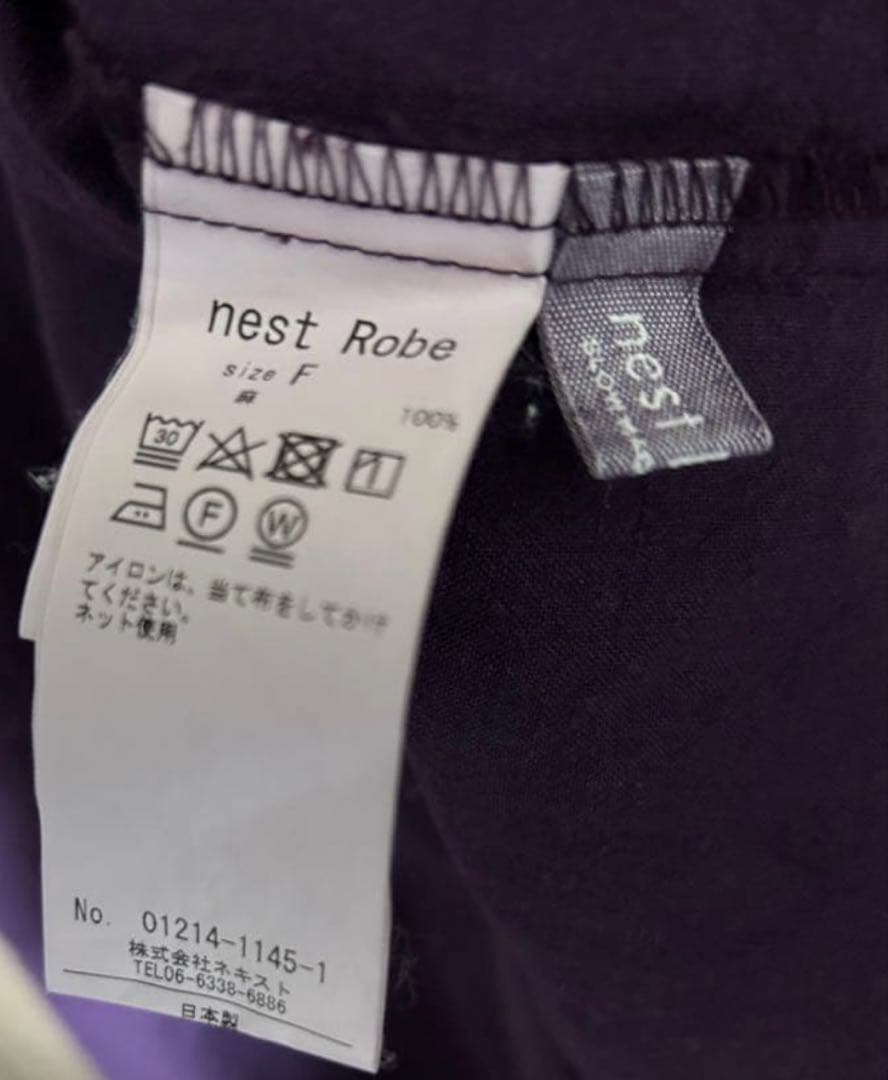 nest Robe
size F
麻 100%
30
F W
アイロンは、当て布をしてかけ
てください。
ネット使用
No. 01214-1145-1
株式会社ネキスト
TEL06-6338-6886
日本製
nest